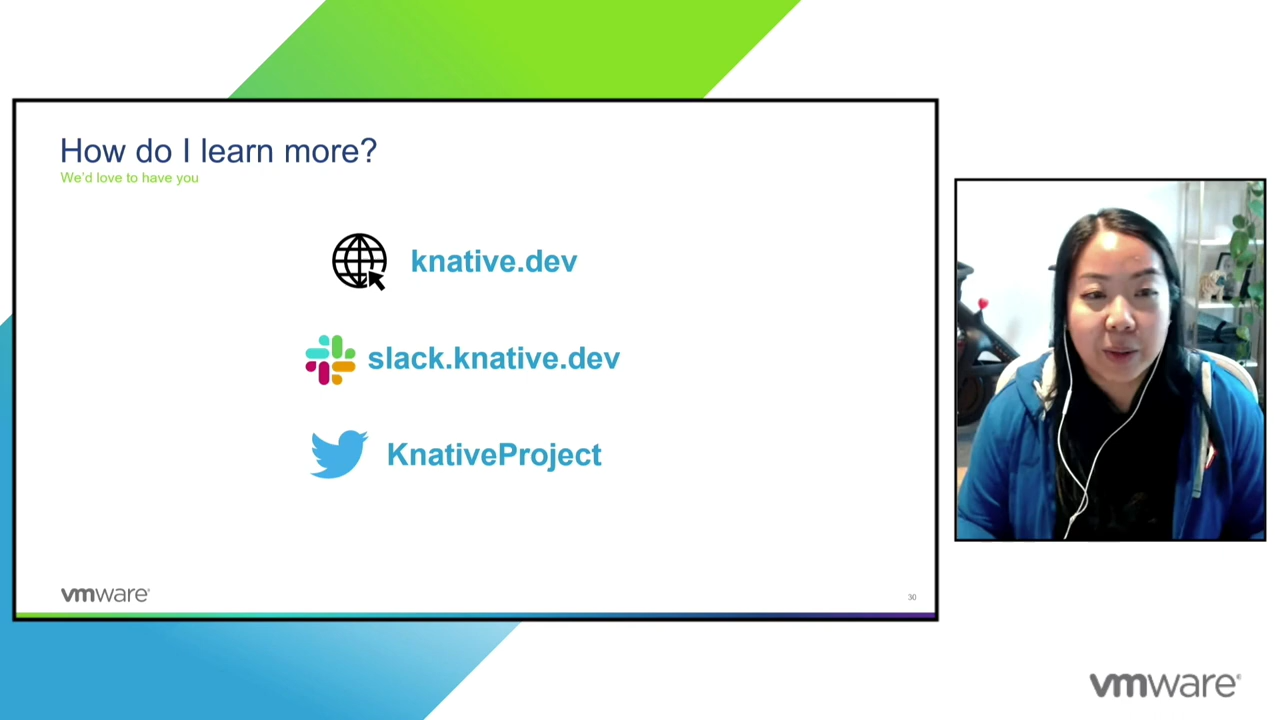 How do I learn more?
We'd love to have you
knative.dev
slack.knative.dev
KnativeProject
vmware®
30
vmware®